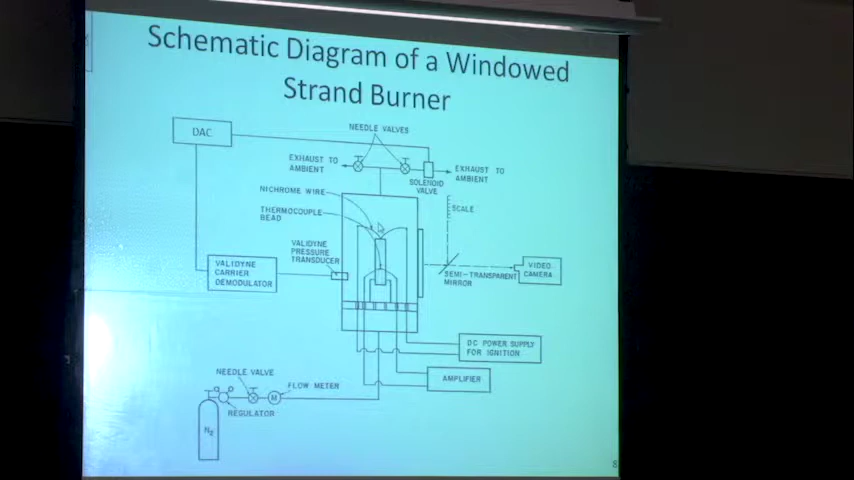 Schematic Diagram of a Windowed
Strand Burner
DAC
NEEDLE VALVES
EXHAUST TO
AMBIENT
EXHAUST TO
AMBIENT
SOLENOID
VALVE
NICHROME WIRE
SCALE
THERMOCOUPLE
BEAD
VALIDYNE
PRESSURE
TRANSDUCER
VALIDYNE
CARRIER
DEMODULATOR
VIDEO
CAMERA
SEMI-TRANSPARENT
MIRROR
DC POWER SUPPLY
FOR IGNITION
NEEDLE VALVE
AMPLIFIER
FLOW METER
M
REGULATOR
N2
8